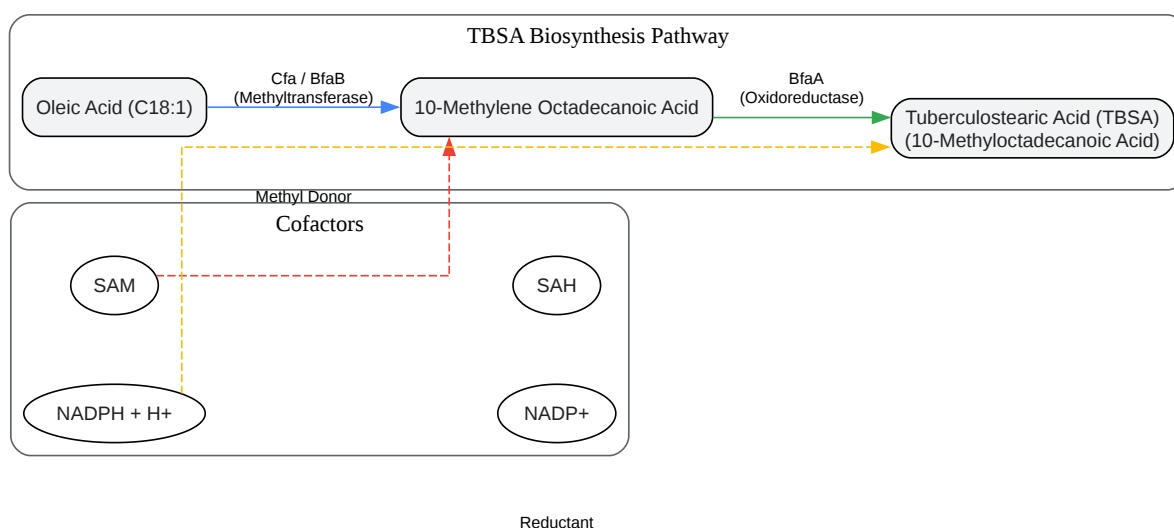 TBSA Biosynthesis Pathway
Oleic Acid (C18:1)
Cfa / BfaB
(Methyltransferase)
10-Methylene Octadecanoic Acid
BfaA
(Oxidoreductase)
Tuberculostearic Acid (TBSA)
(10-Methyloctadecanoic Acid)
Methyl Donor
Cofactors
SAM
SAH
NADPH + H+
NADP+
Reductant